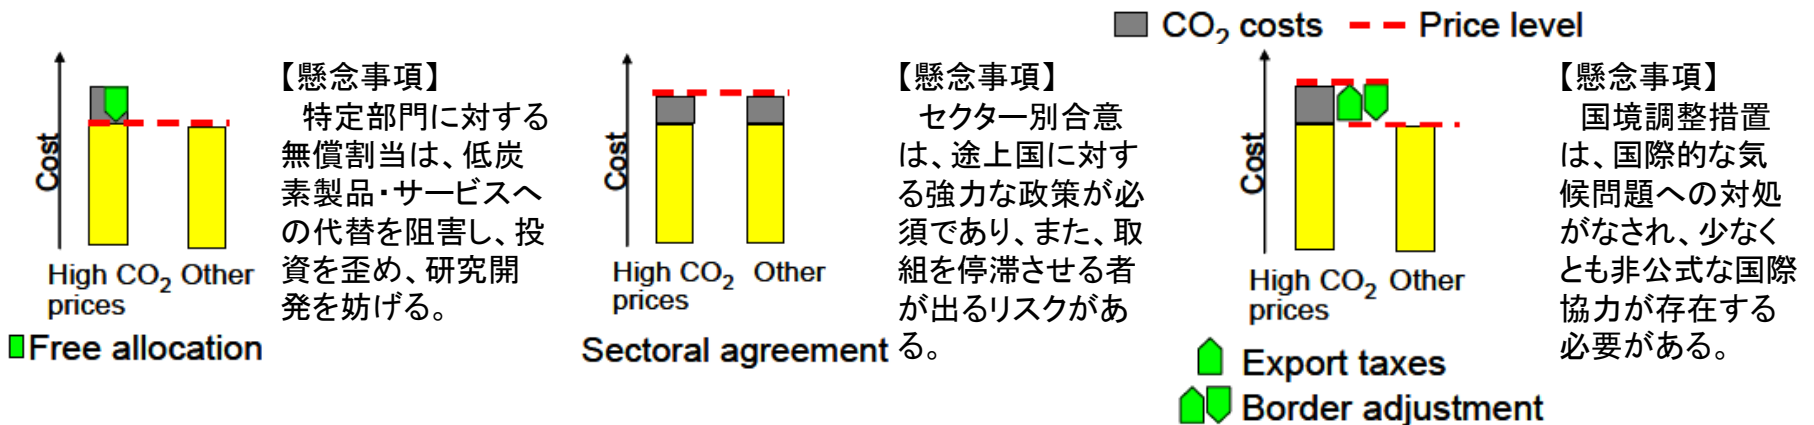 CO₂ costs
Price level
Cost
High CO₂ Other
prices
Free allocation
【懸念事項】
特定部門に対する
無償割当は、低炭
素製品・サービスへ
の代替を阻害し、投
資を歪め、研究開
発を妨げる。
Cost
High CO₂ Other
prices
Sectoral agreement
【懸念事項】
セクター別合意
は、途上国に対す
る強力な政策が必
須であり、また、取
組を停滞させる者
が出るリスクがあ
る。
Cost
High CO₂ Other
prices
Export taxes
Border adjustment
【懸念事項】
国境調整措置
は、国際的な気
候問題への対処
がなされ、少なく
とも非公式な国際
協力が存在する
必要がある。